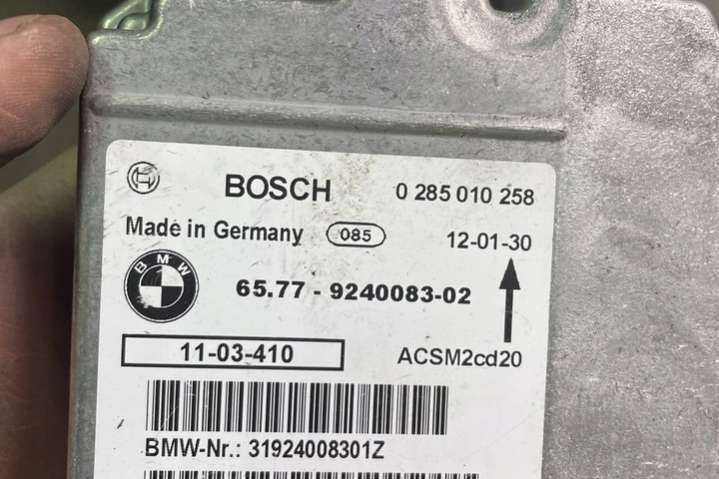 BOSCH 0 285 010 258
Made in Germany 085 12-01-30
BMW
65.77 - 9240083-02
11-03-410 ACSM2cd20
BMW-Nr.: 31924008301Z